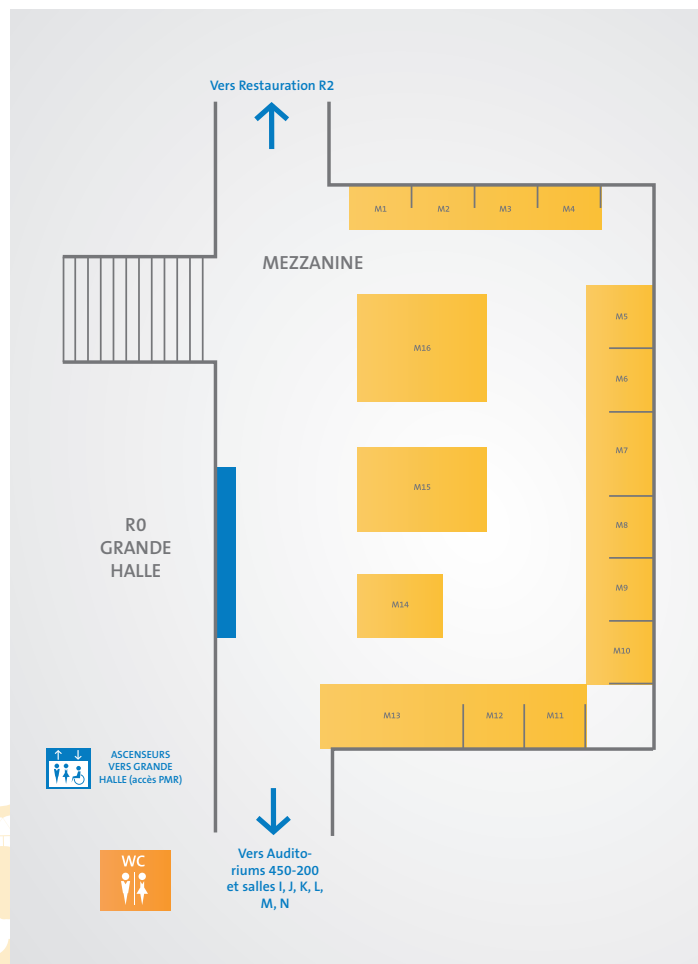 Vers Restauration R2
M1
M2
M3
M4
MEZZANINE
M5
M16
M6
M7
M15
M8
R0
GRANDE
HALLE
M9
M14
M10
M13
M12
M11
ASCENSEURS
VERS GRANDE
HALLE (accès PMR)
Vers Audito-
riums 450-200
et salles I, J, K, L,
M, N
WC